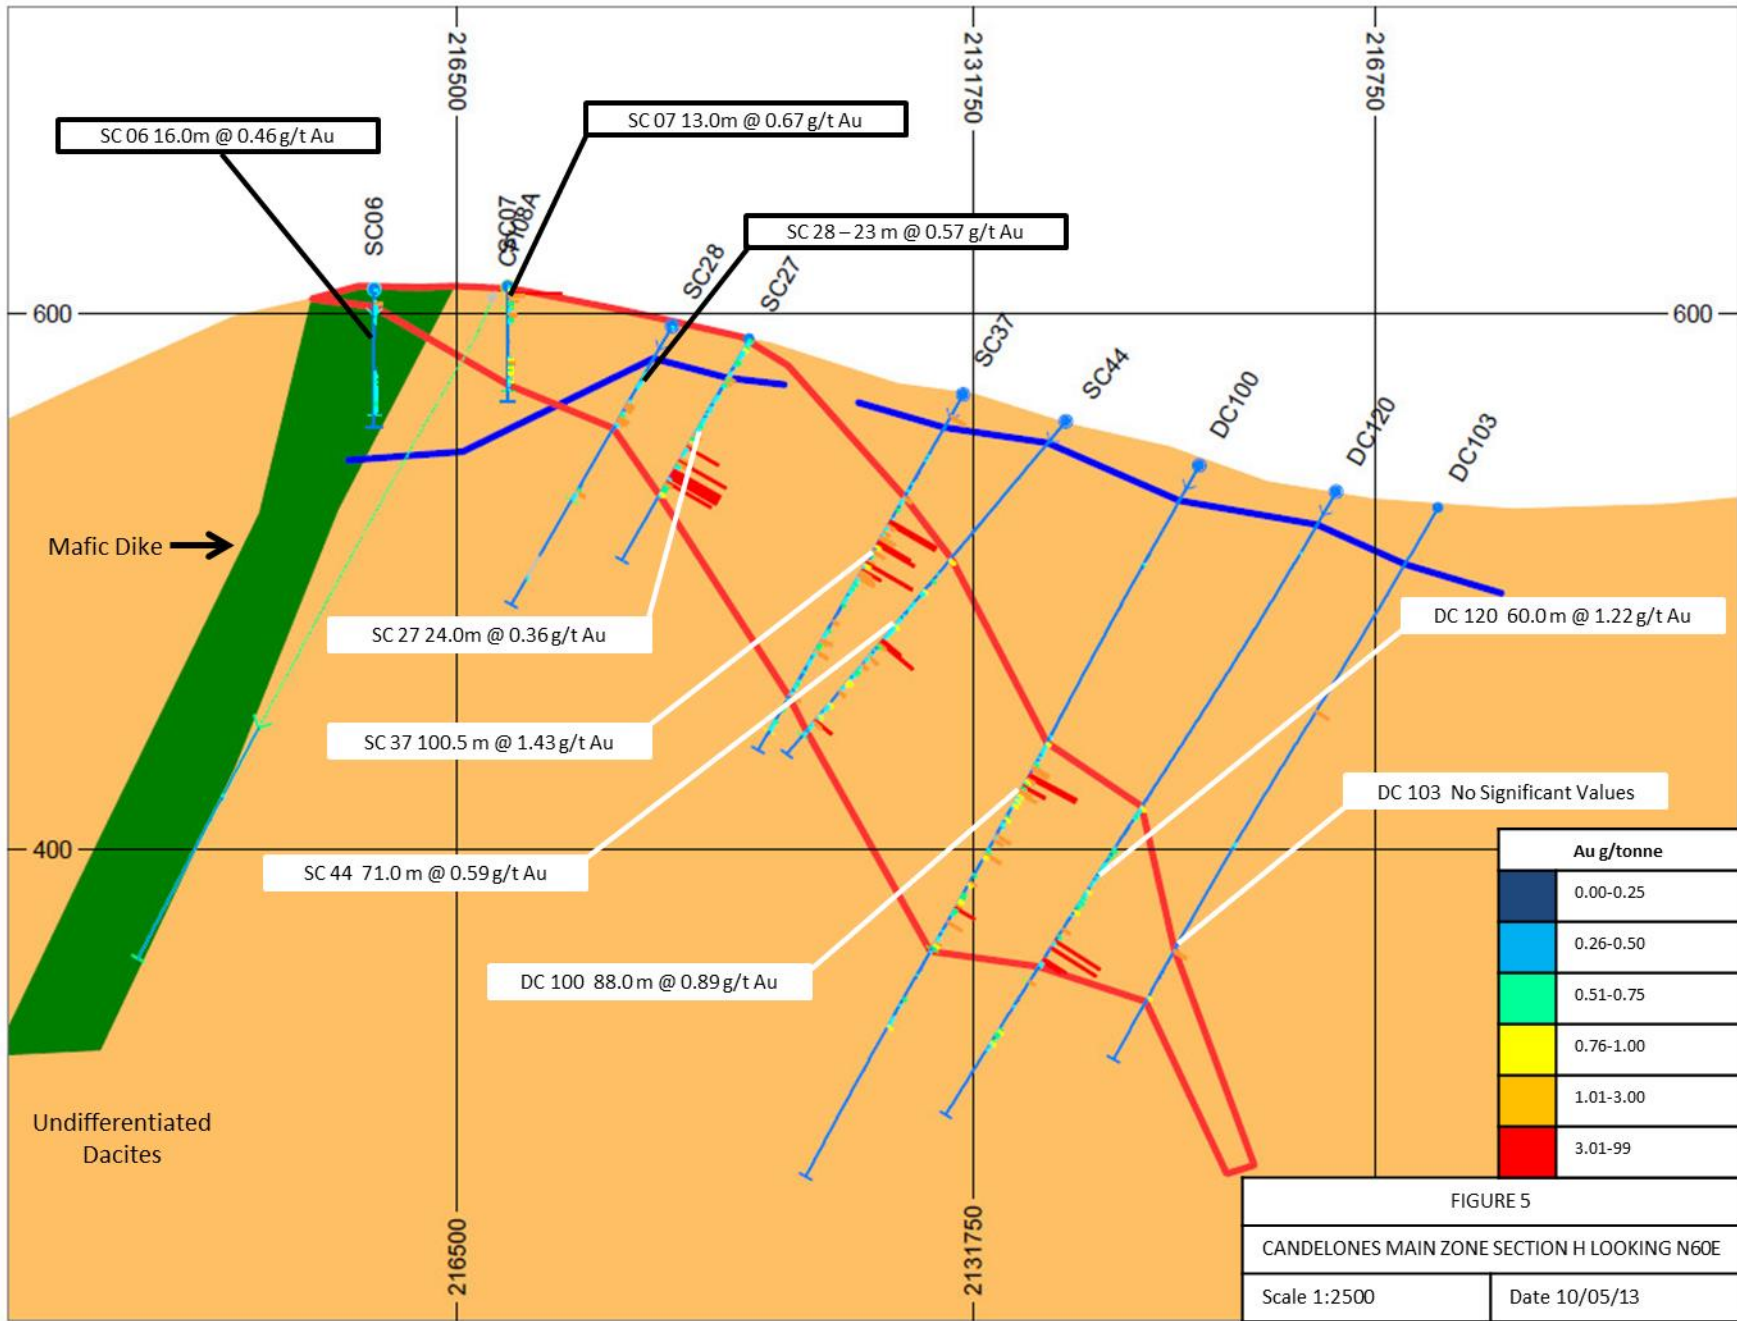 216500
2131750
216750
SC 06 16.0m @ 0.46 g/t Au
SC 07 13.0m @ 0.67 g/t Au
SC 28 – 23 m @ 0.57 g/t Au
SC06
SC07
SC28
SC27
SC37
SC44
DC100
DC120
DC103
600
600
Mafic Dike
SC 27 24.0m @ 0.36 g/t Au
DC 120 60.0 m @ 1.22 g/t Au
SC 37 100.5 m @ 1.43 g/t Au
DC 103 No Significant Values
400
SC 44 71.0 m @ 0.59 g/t Au
DC 100 88.0 m @ 0.89 g/t Au
Au g/tonne
0.00-0.25
0.26-0.50
0.51-0.75
0.76-1.00
1.01-3.00
3.01-99
Undifferentiated
Dacites
216500
2131750
FIGURE 5
CANDELONES MAIN ZONE SECTION H LOOKING N60E
Scale 1:2500
Date 10/05/13